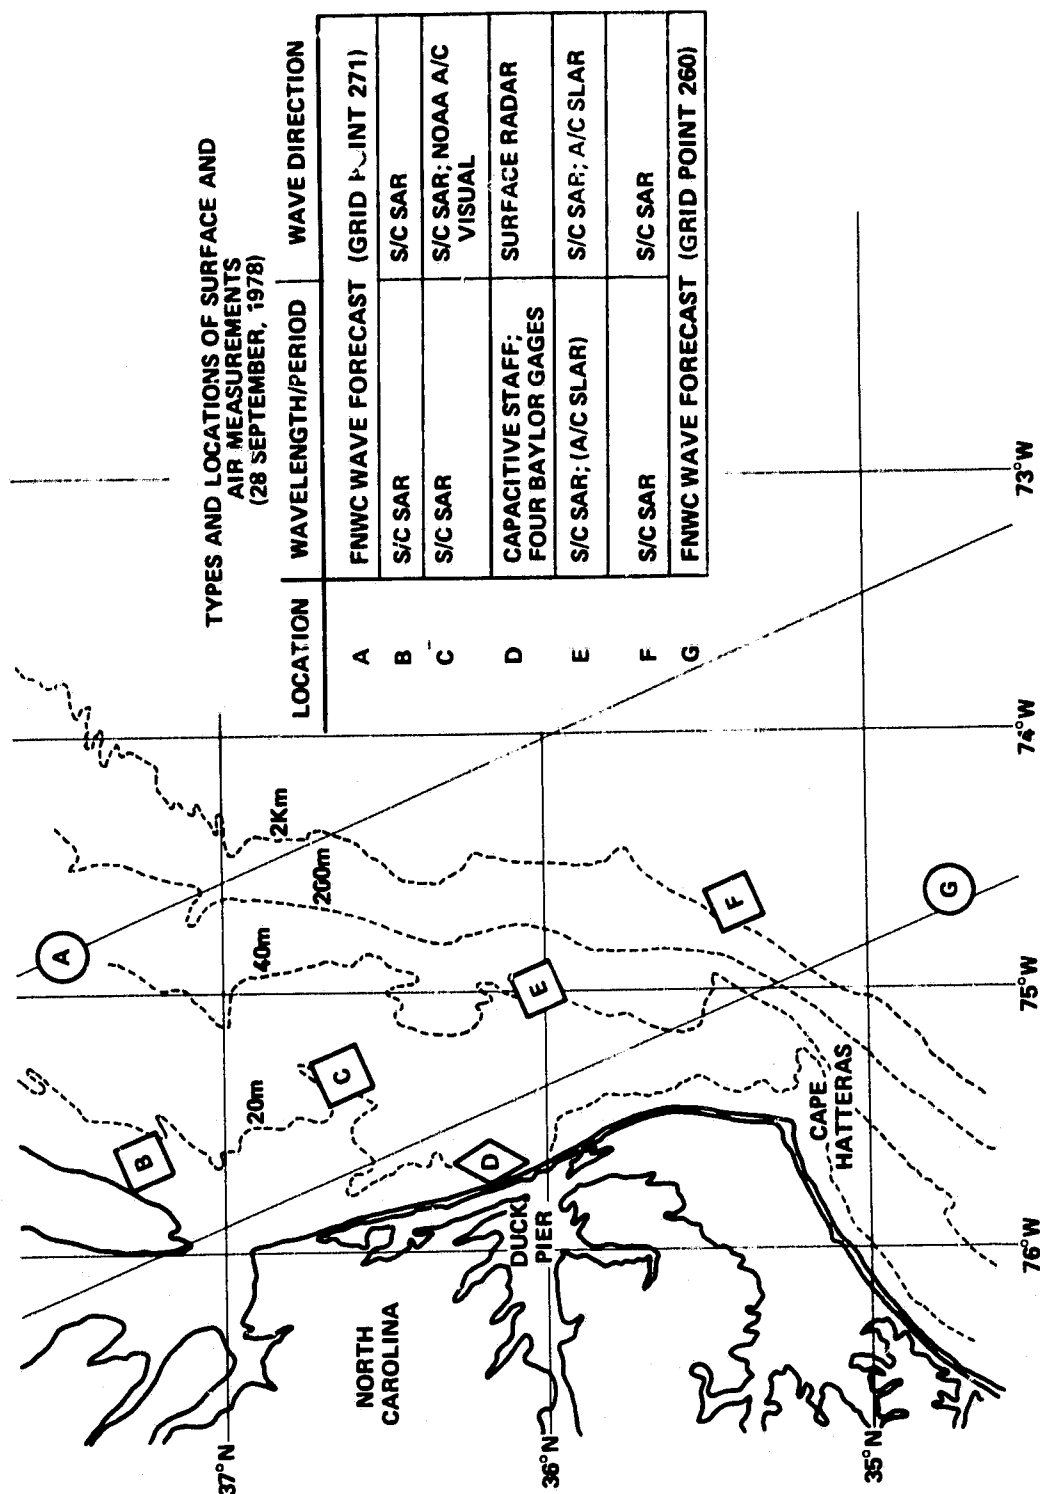 TYPES AND LOCATIONS OF SURFACE AND
AIR MEASUREMENTS
(28 SEPTEMBER, 1978)
LOCATION WAVELENGTH/PERIOD WAVE DIRECTION
A FNWC WAVE FORECAST (GRID POINT 271)
B S/C SAR S/C SAR
C S/C SAR S/C SAR; NOAA A/C
VISUAL
D CAPACITIVE STAFF; SURFACE RADAR
FOUR BAYLOR GAGES
E S/C SAR; (A/C SLAR) S/C SAR; A/C SLAR
F S/C SAR S/C SAR
G FNWC WAVE FORECAST (GRID POINT 260)
A
B
C
D
E
F
G
20m
40m
200m
2Km
NORTH
CAROLINA
DUCK
PIER
CAPE
HATTERAS
37°N
36°N
35°N
76°W
75°W
74°W
73°W